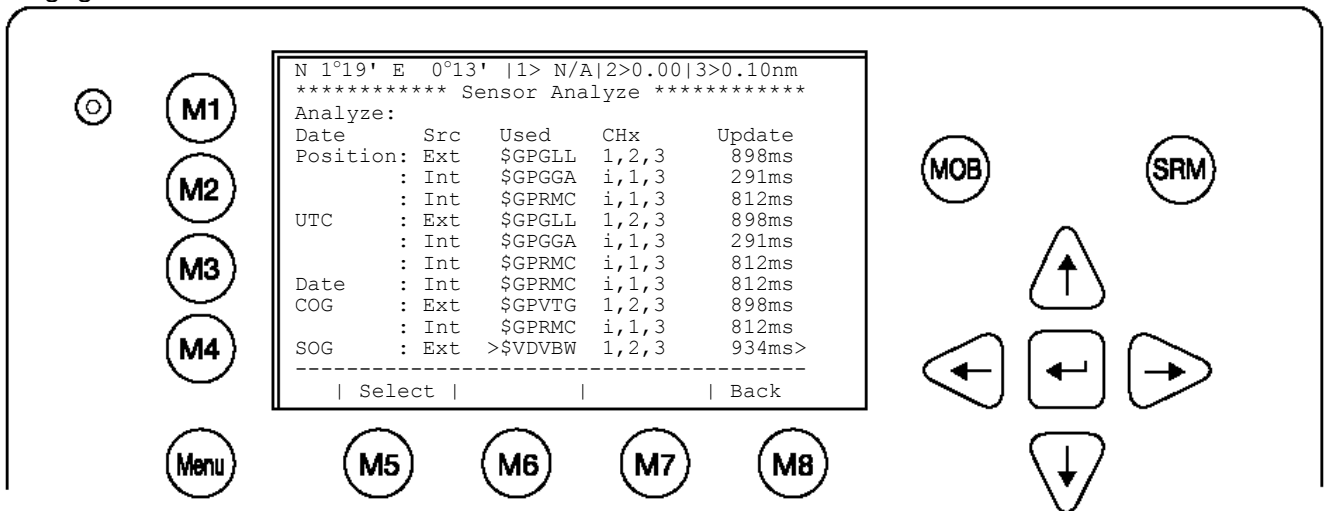 N 1°19' E 0°13' |1> N/A|2>0.00|3>0.10nm
************ Sensor Analyze ************
Analyze:
Date Src Used CHx Update
Position: Ext $GPGLL 1,2,3 898ms
: Int $GPGGA i,1,3 291ms
: Int $GPRMC i,1,3 812ms
UTC : Ext $GPGLL 1,2,3 898ms
: Int $GPGGA i,1,3 291ms
: Int $GPRMC i,1,3 812ms
Date : Int $GPRMC i,1,3 812ms
COG : Ext $GPVTG 1,2,3 898ms
: Int $GPRMC i,1,3 812ms
SOG : Ext >$VDVBW 1,2,3 934ms>
----------------------------------------
| Select | | | Back
M1
M2
M3
M4
Menu
M5
M6
M7
M8
MOB
SRM